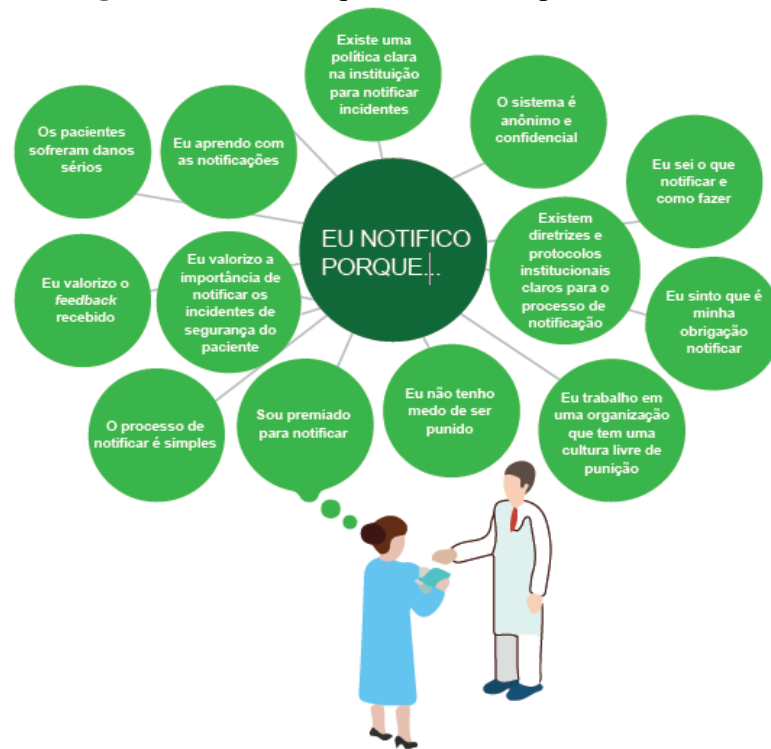 Existe uma
política clara
na instituição
para notificar
incidentes
O sistema é
anônimo e
confidencial
Os pacientes
sofreram danos
sérios
Eu aprendo com
as notificações
Eu sei o que
notificar e
como fazer
EU NOTIFICO
PORQUE...
Existem
diretrizes e
protocolos
institucionais
claros para o
processo de
notificação
Eu valorizo o
feedback
recebido
Eu valorizo a
importância de
notificar os
incidentes de
segurança do
paciente
Eu sinto que é
minha
obrigação
notificar
O processo de
notificar é simples
Sou premiado
para notificar
Eu não tenho
medo de ser
punido
Eu trabalho em
uma organização
que tem uma
cultura livre de
punição